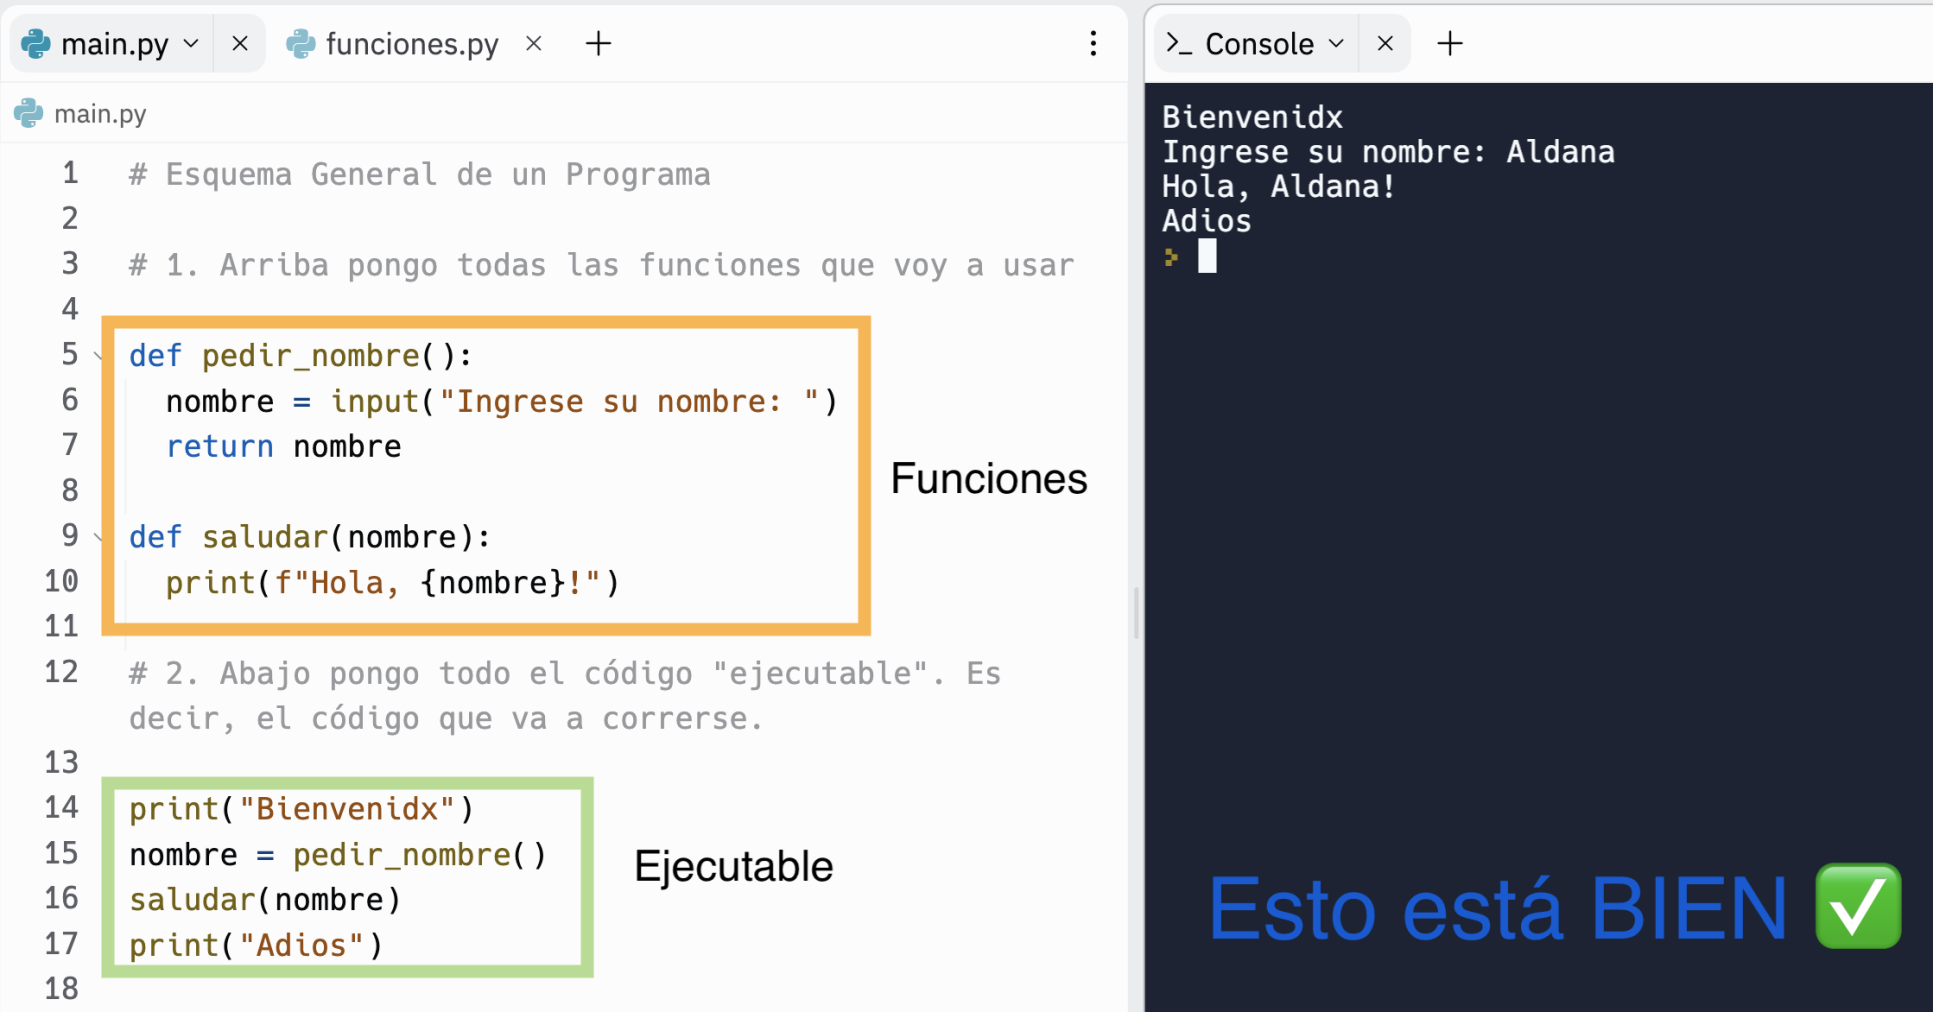 main.py
funciones.py
main.py
1 # Esquema General de un Programa
2
3 # 1. Arriba pongo todas las funciones que voy a usar
4
5 def pedir_nombre():
6 nombre = input("Ingrese su nombre: ")
7 return nombre
8
9 def saludar(nombre):
10 print(f"Hola, {nombre}!")
11
Funciones
12 # 2. Abajo pongo todo el código "ejecutable". Es
decir, el código que va a correrse.
13
14 print("Bienvenidx")
15 nombre = pedir_nombre()
16 saludar(nombre)
17 print("Adios")
18
Ejecutable
>_ Console
Bienvenidx
Ingrese su nombre: Aldana
Hola, Aldana!
Adios
Esto está BIEN ✅